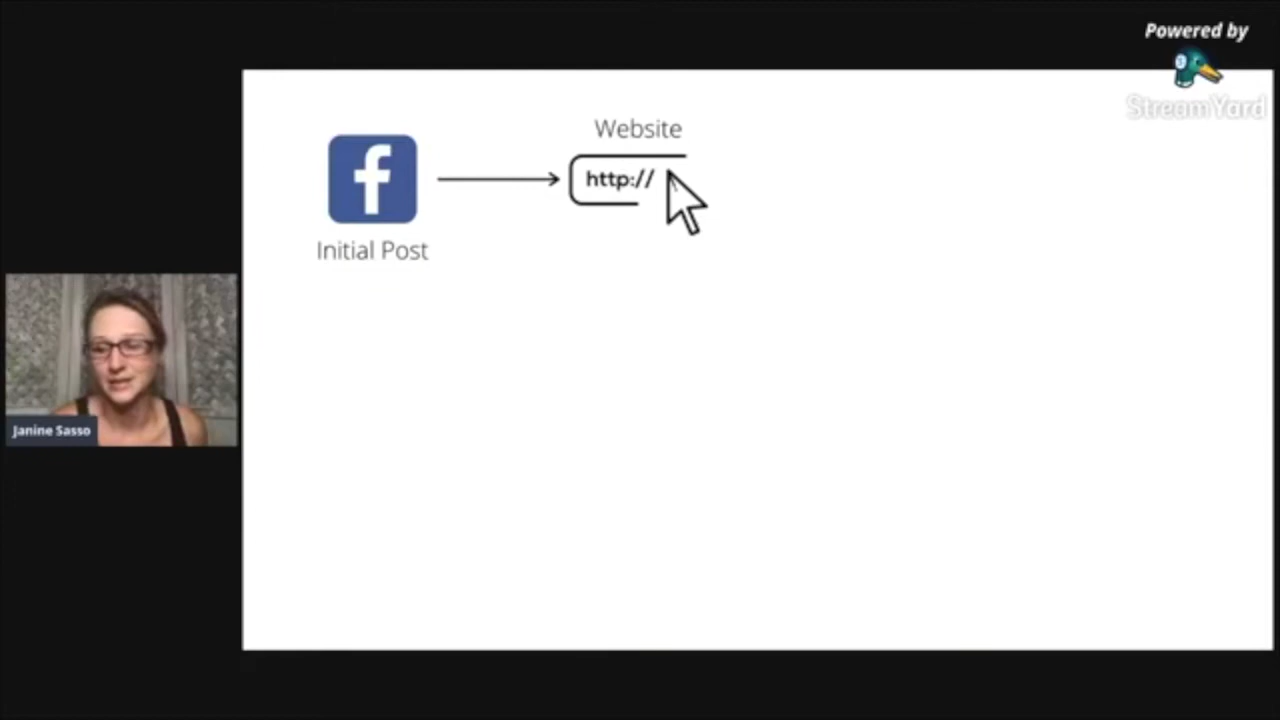 Powered by
StreamYard
Website
http://
Initial Post
Janine Sasso